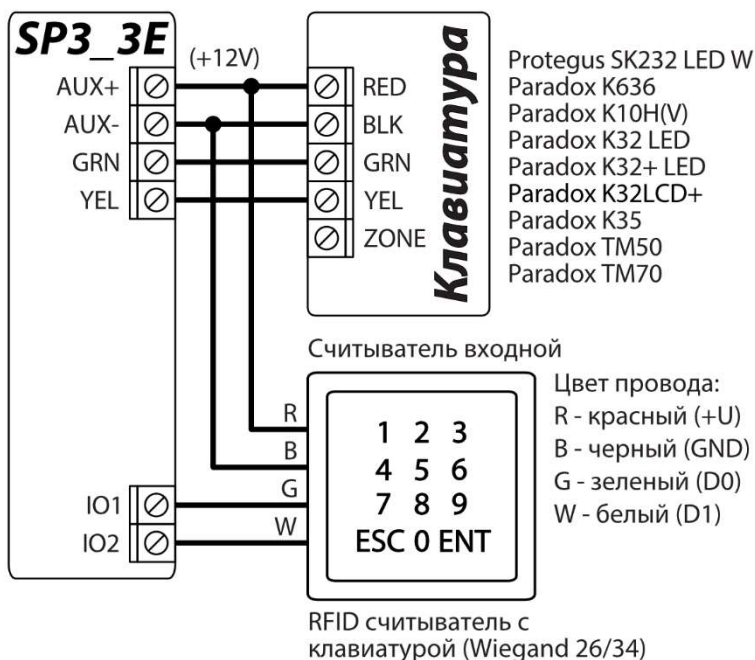 SP3_3E
(+12V)
AUX+
AUX-
GRN
YEL
IO1
IO2
RED
BLK
GRN
YEL
ZONE
Клавиатура
Protegus SK232 LED W
Paradox K636
Paradox K10H(V)
Paradox K32 LED
Paradox K32+ LED
Paradox K32LCD+
Paradox K35
Paradox TM50
Paradox TM70
Считыватель входной
R
B
G
W
1 2 3
4 5 6
7 8 9
ESC 0 ENT
Цвет провода:
R - красный (+U)
B - черный (GND)
G - зеленый (D0)
W - белый (D1)
RFID считыватель с
клавиатурой (Wiegand 26/34)